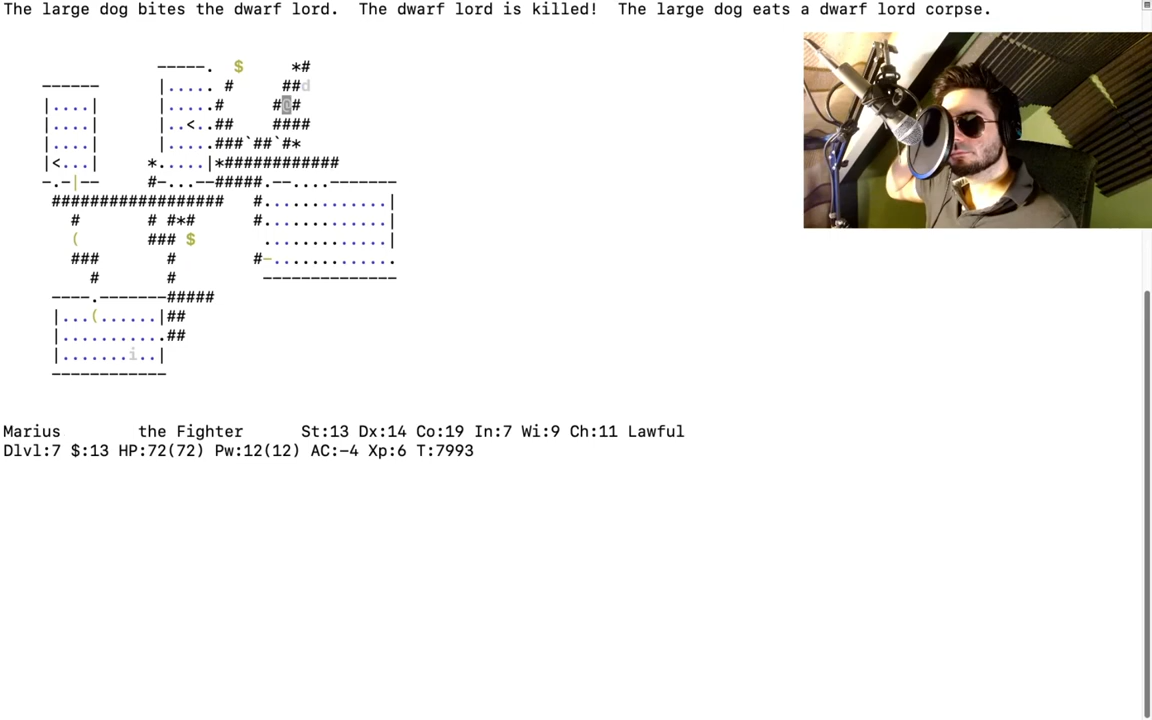 The large dog bites the dwarf lord.  The dwarf lord is killed!  The large dog eats a dwarf lord corpse.
                -----.  $     *#
    ------      |..... #     ##d
    |....|      |.....#     #@#
    |....|      |..<..##    ####
    |....|      |.....###`##`#*
    |<...|     *.....|*############
    -.-|--     #-...--#####.--....-------
     ##################   #.............|
       #       # #*#      #.............|
       (       ### $       .............|
       ###       #        #-.............
         #       #         --------------
     ----.-------#####
     |...(......|##
     |...........##
     |.......i..|
     ------------
Marius        the Fighter      St:13 Dx:14 Co:19 In:7 Wi:9 Ch:11 Lawful
Dlvl:7 $:13 HP:72(72) Pw:12(12) AC:-4 Xp:6 T:7993